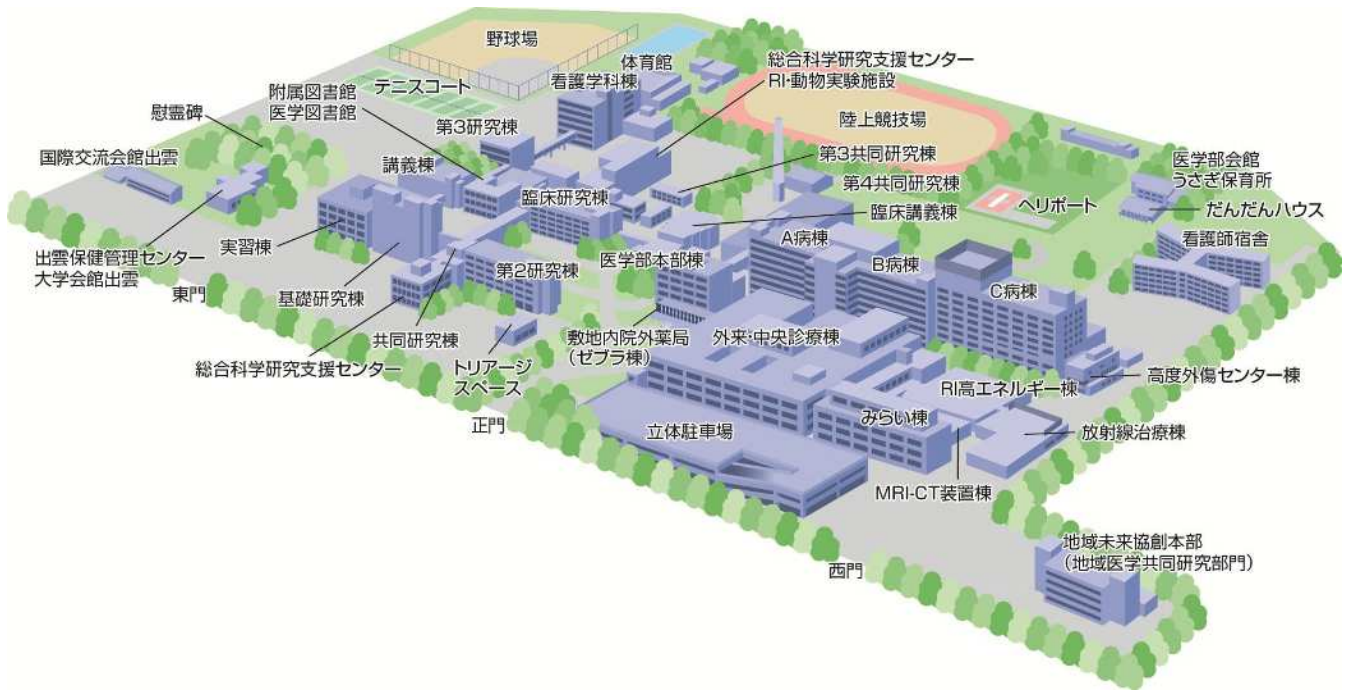 野球場
体育館
総合科学研究支援センター
RI・動物実験施設
テニスコート
看護学科棟
附属図書館
医学図書館
慰霊碑
第3研究棟
陸上競技場
国際交流会館出雲
講義棟
第3共同研究棟
医学部会館
うさぎ保育所
第4共同研究棟
臨床研究棟
ヘリポート
だんだんハウス
臨床講義棟
A病棟
看護師宿舎
実習棟
出雲保健管理センター
大学会館出雲
医学部本部棟
B病棟
第2研究棟
東門
基礎研究棟
C病棟
共同研究棟
敷地内院外薬局
(ゼブラ棟)
外来・中央診療棟
総合科学研究支援センター
トリアージ
スペース
高度外傷センター棟
RI高エネルギー棟
正門
立体駐車場
みらい棟
放射線治療棟
MRI-CT装置棟
地域未来協創本部
(地域医学共同研究部門)
西門